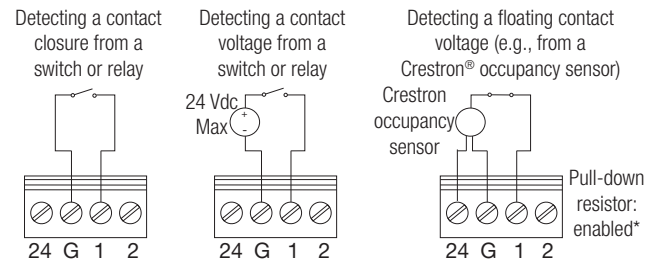 Detecting a contact
closure from a
switch or relay
24 G 1 2
Detecting a contact
voltage from a
switch or relay
24 Vdc
Max
+
-
24 G 1 2
Detecting a floating contact
voltage (e.g., from a
Crestron® occupancy sensor)
Crestron
occupancy
sensor
Pull-down
resistor:
enabled*
24 G 1 2